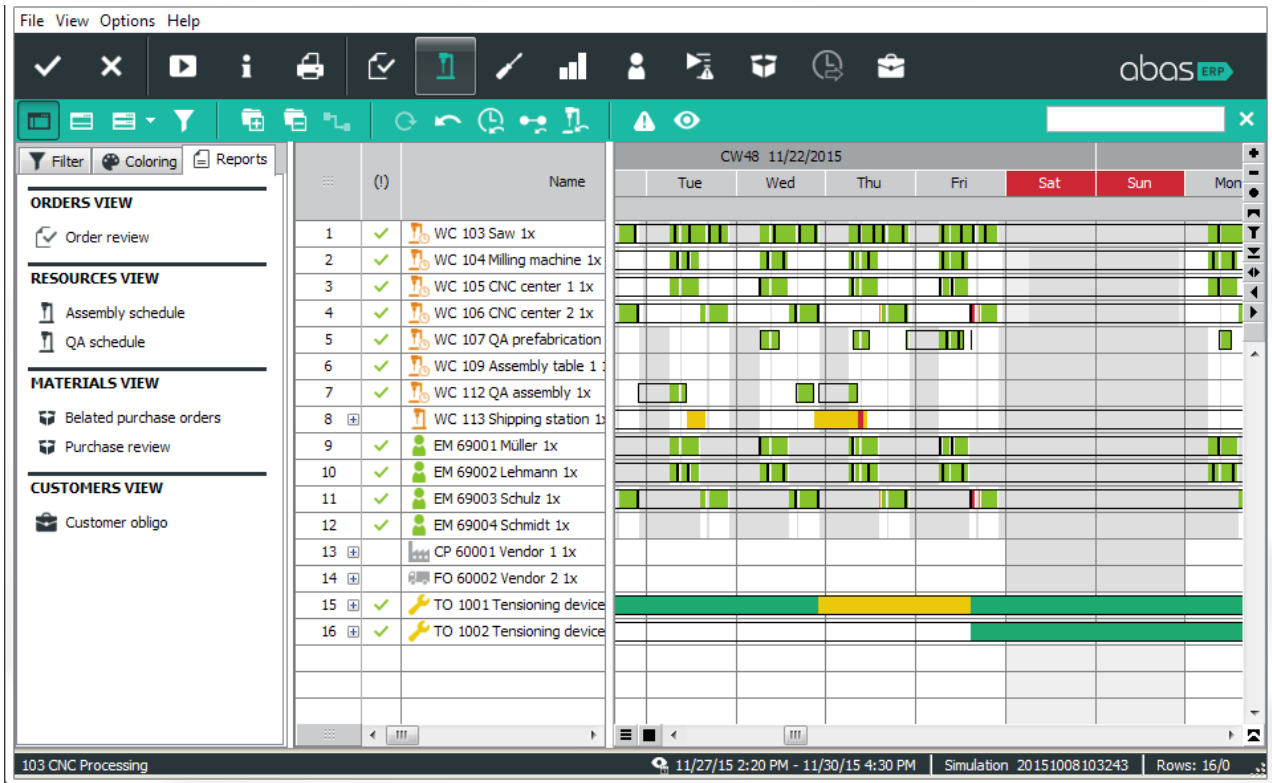 File View Options Help
abas ERP
Filter Coloring Reports
ORDERS VIEW
Order review
RESOURCES VIEW
Assembly schedule
QA schedule
MATERIALS VIEW
Belated purchase orders
Purchase review
CUSTOMERS VIEW
Customer obligo
(!) Name
CW48 11/22/2015
Tue Wed Thu Fri Sat Sun Mon
1 WC 103 Saw 1x
2 WC 104 Milling machine 1x
3 WC 105 CNC center 1 1x
4 WC 106 CNC center 2 1x
5 WC 107 QA prefabrication
6 WC 109 Assembly table 1 1
7 WC 112 QA assembly 1x
8 WC 113 Shipping station 1x
9 EM 69001 Müller 1x
10 EM 69002 Lehmann 1x
11 EM 69003 Schulz 1x
12 EM 69004 Schmidt 1x
13 CP 60001 Vendor 1 1x
14 FO 60002 Vendor 2 1x
15 TO 1001 Tensioning device
16 TO 1002 Tensioning device
103 CNC Processing
11/27/15 2:20 PM - 11/30/15 4:30 PM Simulation 20151008103243 Rows: 16/0